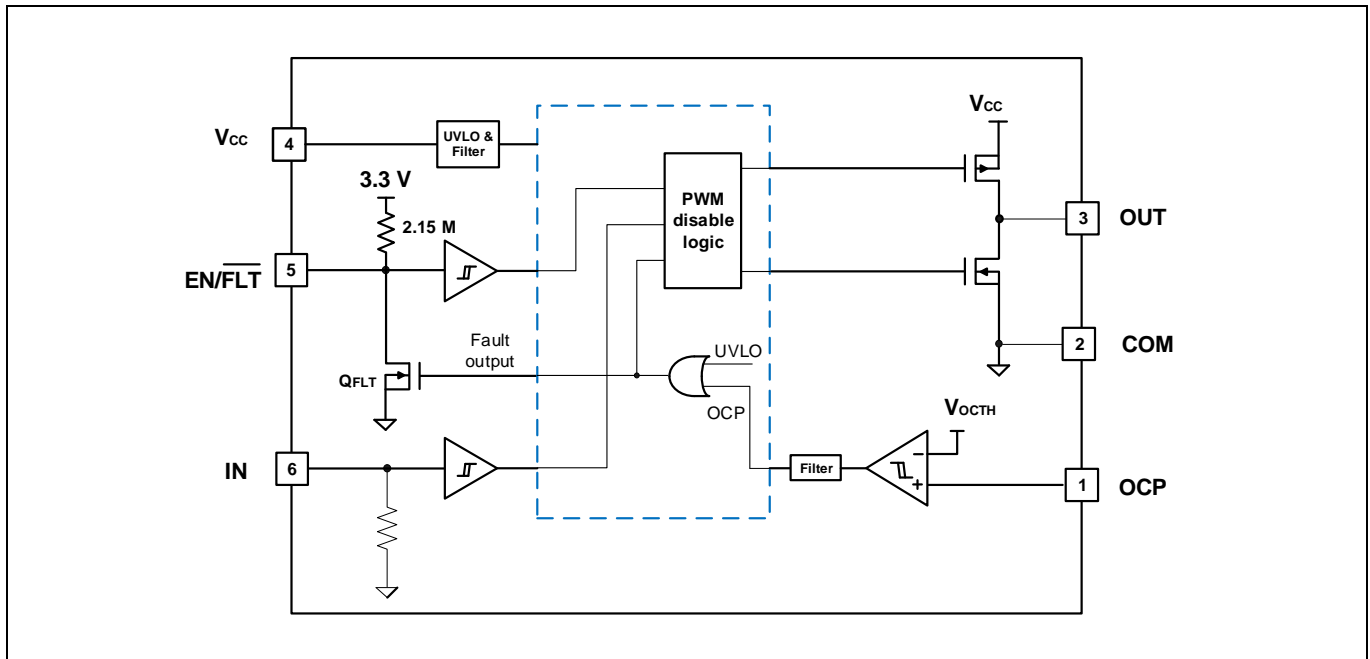 VCC
4
UVLO &
Filter
3.3 V
2.15 M
EN/FLT
5
QFLT
Fault
output
IN
6
PWM
disable
logic
UVLO
OCP
Filter
VOCTH
−
+
VCC
3
OUT
2
COM
1
OCP